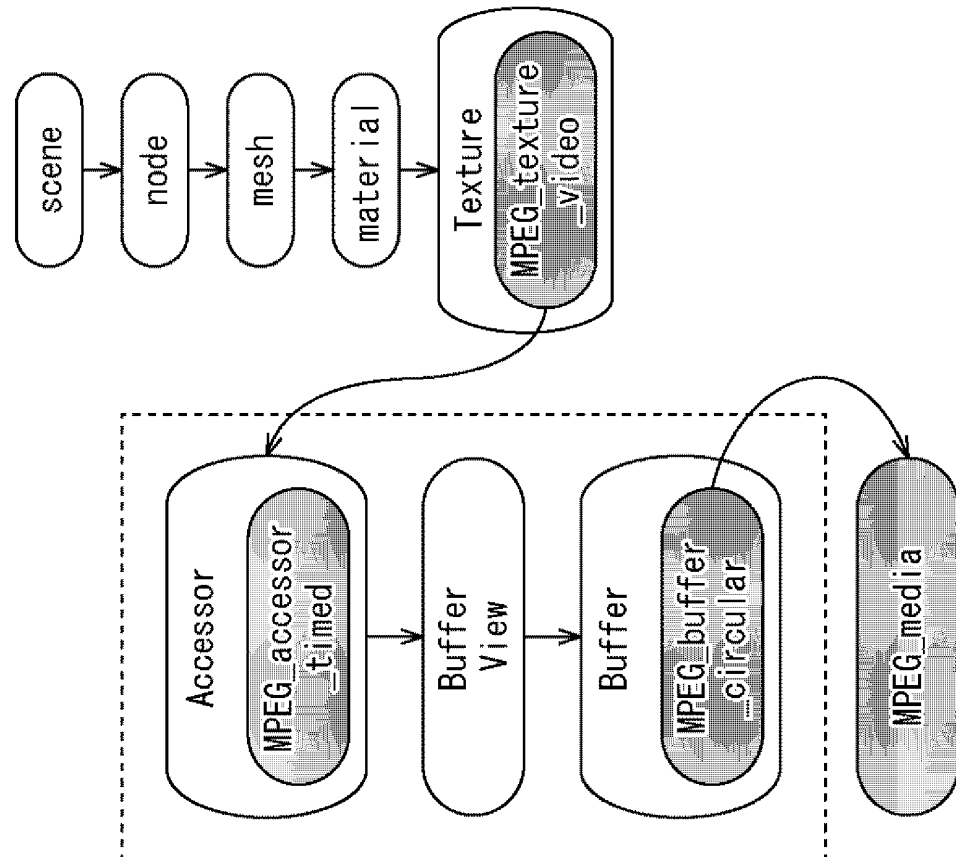 scene
node
mesh
material
Texture
MPEG_texture
_video
Accessor
MPEG_accessor
_timed
Buffer
View
Buffer
MPEG_buffer
_circular
MPEG_media